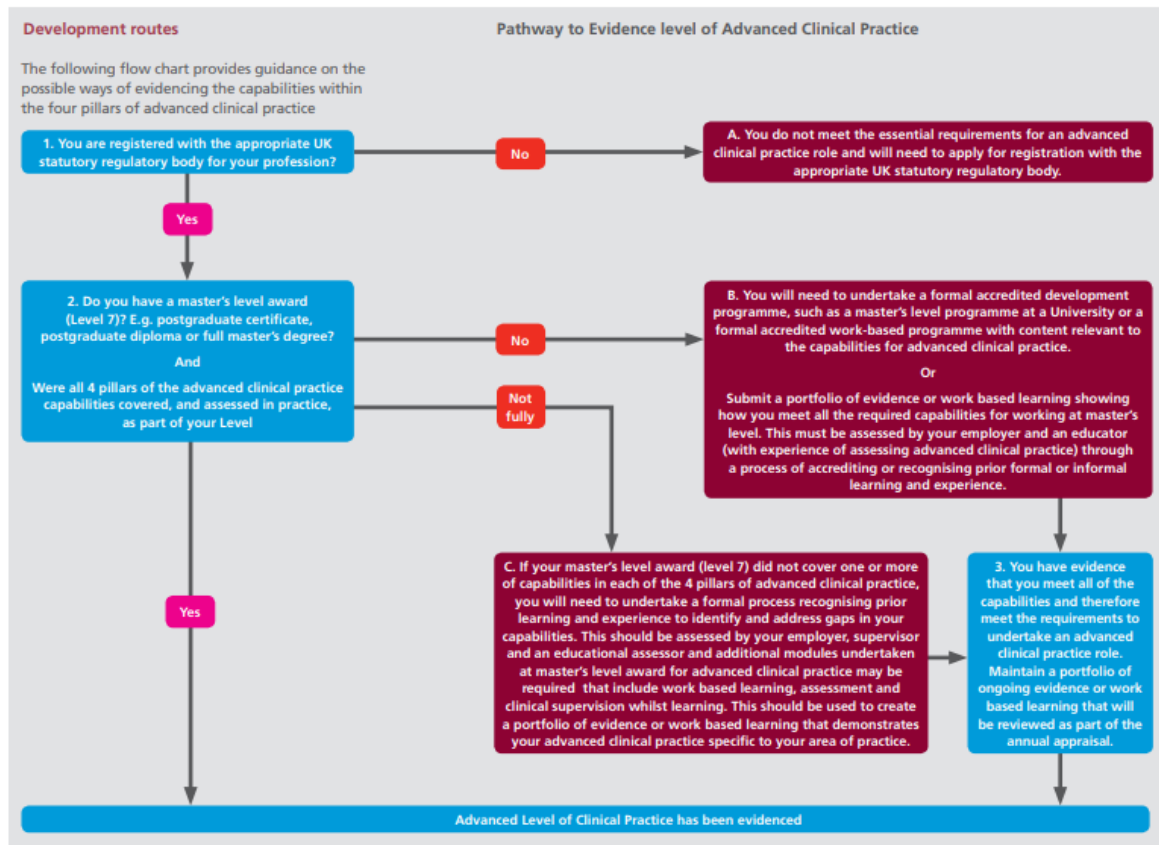 Development routes
Pathway to Evidence level of Advanced Clinical Practice
The following flow chart provides guidance on the
possible ways of evidencing the capabilities within
the four pillars of advanced clinical practice
1. You are registered with the appropriate UK
statutory regulatory body for your profession?
No
A. You do not meet the essential requirements for an advanced
clinical practice role and will need to apply for registration with the
appropriate UK statutory regulatory body.
Yes
2. Do you have a master's level award
(Level 7)? E.g. postgraduate certificate,
postgraduate diploma or full master's degree?
And
Were all 4 pillars of the advanced clinical practice
capabilities covered, and assessed in practice,
as part of your Level
No
B. You will need to undertake a formal accredited development
programme, such as a master's level programme at a University or a
formal accredited work-based programme with content relevant to
the capabilities for advanced clinical practice.
Or
Submit a portfolio of evidence or work based learning showing
how you meet all the required capabilities for working at master's
level. This must be assessed by your employer and an educator
(with experience of assessing advanced clinical practice) through
a process of accrediting or recognising prior formal or informal
learning and experience.
Not
fully
C. If your master's level award (level 7) did not cover one or more
of capabilities in each of the 4 pillars of advanced clinical practice,
you will need to undertake a formal process recognising prior
learning and experience to identify and address gaps in your
capabilities. This should be assessed by your employer, supervisor
and an educational assessor and additional modules undertaken
at master's level award for advanced clinical practice may be
required that include work based learning, assessment and
clinical supervision whilst learning. This should be used to create
a portfolio of evidence or work based learning that demonstrates
your advanced clinical practice specific to your area of practice.
3. You have evidence
that you meet all of the
capabilities and therefore
meet the requirements to
undertake an advanced
clinical practice role.
Maintain a portfolio of
ongoing evidence or work
based learning that will
be reviewed as part of the
annual appraisal.
Yes
Advanced Level of Clinical Practice has been evidenced